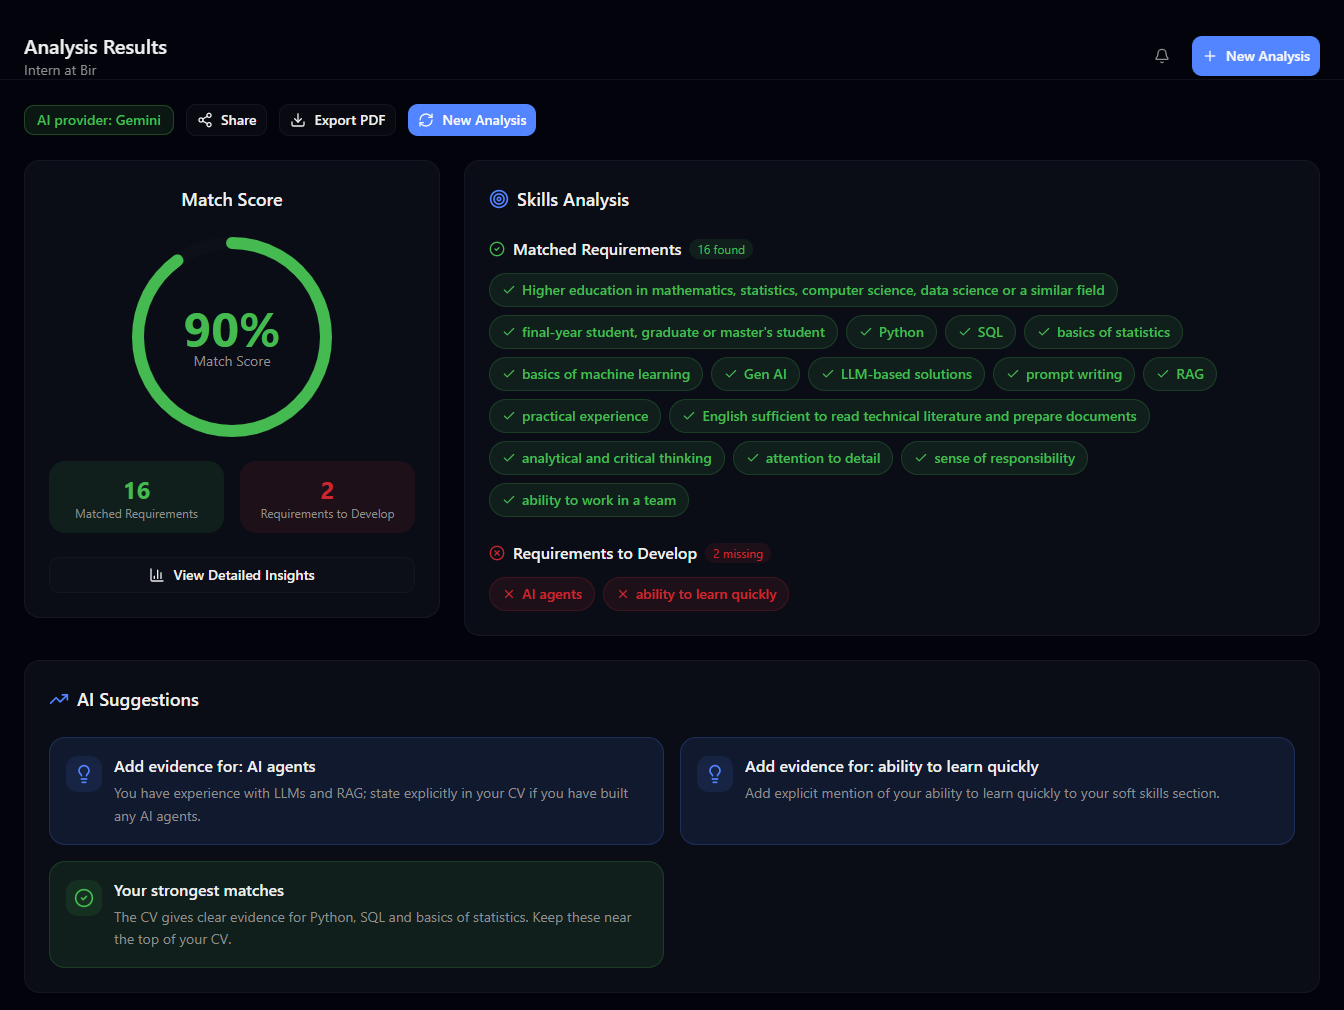 Analysis Results
Intern at Bir
New Analysis
AI provider: Gemini
Share
Export PDF
New Analysis
Match Score
90%
Match Score
16
Matched Requirements
2
Requirements to Develop
View Detailed Insights
Skills Analysis
Matched Requirements 16 found
Higher education in mathematics, statistics, computer science, data science or a similar field
final-year student, graduate or master's student
Python
SQL
basics of statistics
basics of machine learning
Gen AI
LLM-based solutions
prompt writing
RAG
practical experience
English sufficient to read technical literature and prepare documents
analytical and critical thinking
attention to detail
sense of responsibility
ability to work in a team
Requirements to Develop 2 missing
AI agents
ability to learn quickly
AI Suggestions
Add evidence for: AI agents
You have experience with LLMs and RAG; state explicitly in your CV if you have built
any AI agents.
Add evidence for: ability to learn quickly
Add explicit mention of your ability to learn quickly to your soft skills section.
Your strongest matches
The CV gives clear evidence for Python, SQL and basics of statistics. Keep these near
the top of your CV.